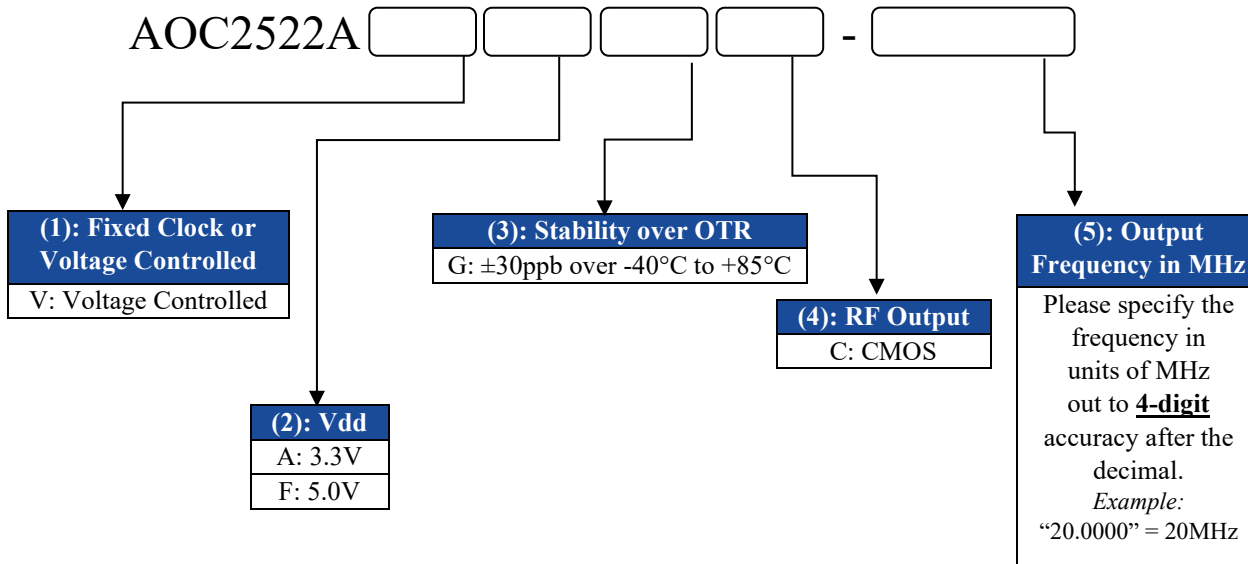 AOC2522A -
(1): Fixed Clock or
Voltage Controlled
V: Voltage Controlled
(2): Vdd
A: 3.3V
F: 5.0V
(3): Stability over OTR
G: ±30ppb over -40°C to +85°C
(4): RF Output
C: CMOS
(5): Output
Frequency in MHz
Please specify the
frequency in
units of MHz
out to 4-digit
accuracy after the
decimal.
Example:
“20.0000” = 20MHz